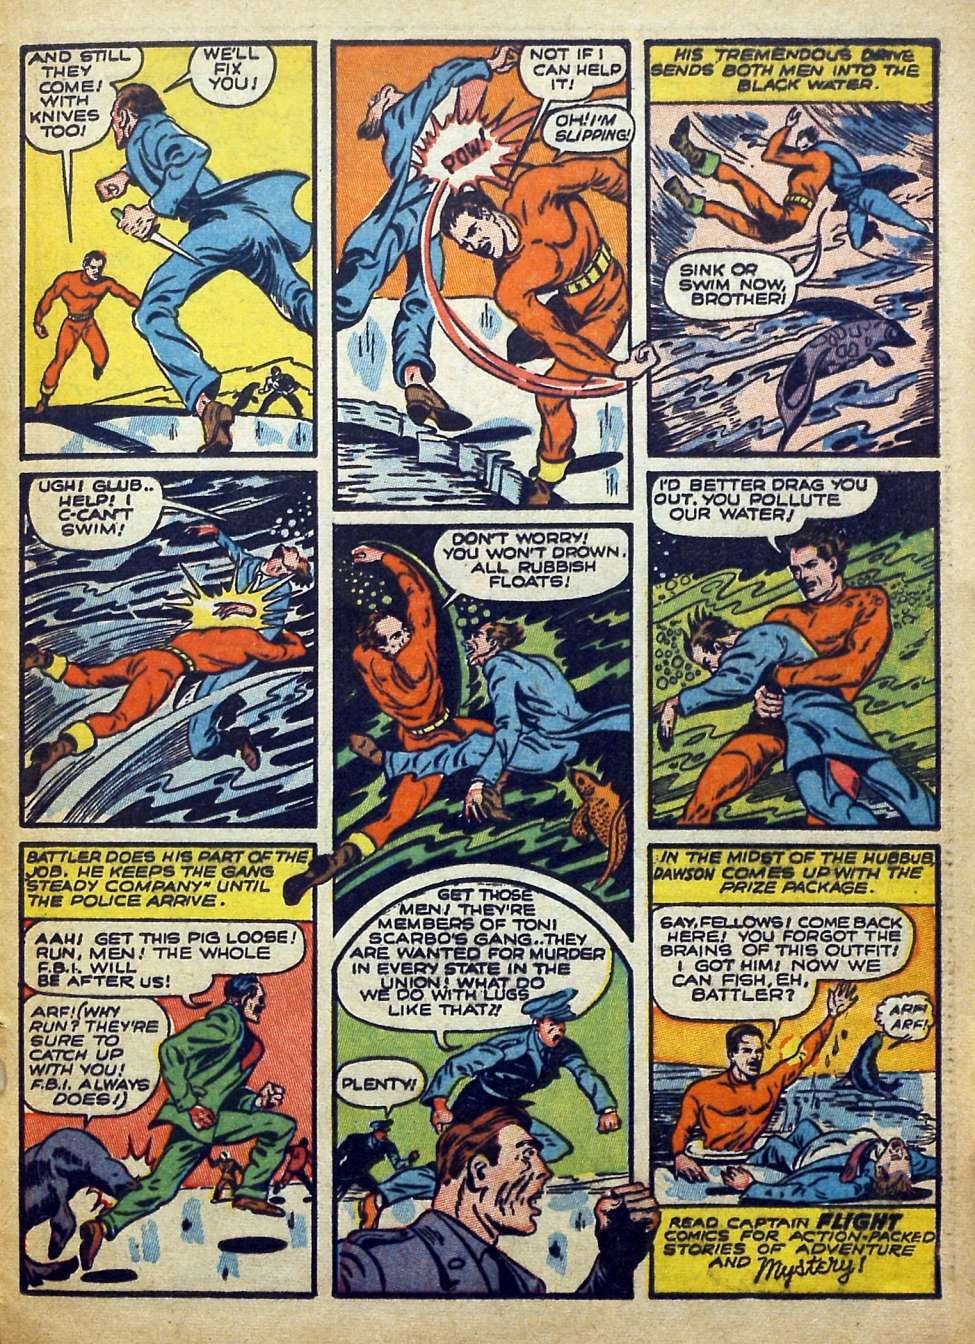 AND STILL
THEY
COME!
WITH
KNIVES
TOO!
WE'LL
FIX
YOU!
NOT IF I
CAN HELP
IT!
OH! I'M
SLIPPING!
POW!
HIS TREMENDOUS DRIVE
SENDS BOTH MEN INTO THE
BLACK WATER.
SINK OR
SWIM NOW,
BROTHER!
UGH! GLUB..
HELP! I
C-CAN'T
SWIM!
DON'T WORRY!
YOU WON'T DROWN.
ALL RUBBISH
FLOATS!
I'D BETTER DRAG YOU
OUT. YOU POLLUTE
OUR WATER!
BATTLER DOES HIS PART OF THE
JOB. HE KEEPS THE GANG
"STEADY COMPANY" UNTIL
THE POLICE ARRIVE.
AAH! GET THIS PIG LOOSE!
RUN, MEN! THE WHOLE
F.B.I. WILL
BE AFTER US!
ARF! (WHY
RUN? THEY'RE
SURE TO
CATCH UP
WITH YOU!
F.B.I. ALWAYS
DOES!)
GET THOSE
MEN! THEY'RE
MEMBERS OF TONI
SCARBO'S GANG.. THEY
ARE WANTED FOR MURDER
IN EVERY STATE IN THE
UNION! WHAT DO
WE DO WITH LUGS
LIKE THAT?!
PLENTY!
IN THE MIDST OF THE HUBBUB,
DAWSON COMES UP WITH THE
PRIZE PACKAGE.
SAY, FELLOWS! COME BACK
HERE! YOU FORGOT THE
BRAINS OF THIS OUTFIT!
I GOT HIM! NOW WE
CAN FISH, EH,
BATTLER?
ARF!
ARF!
READ CAPTAIN FLIGHT
COMICS FOR ACTION-PACKED
STORIES OF ADVENTURE
AND Mystery!